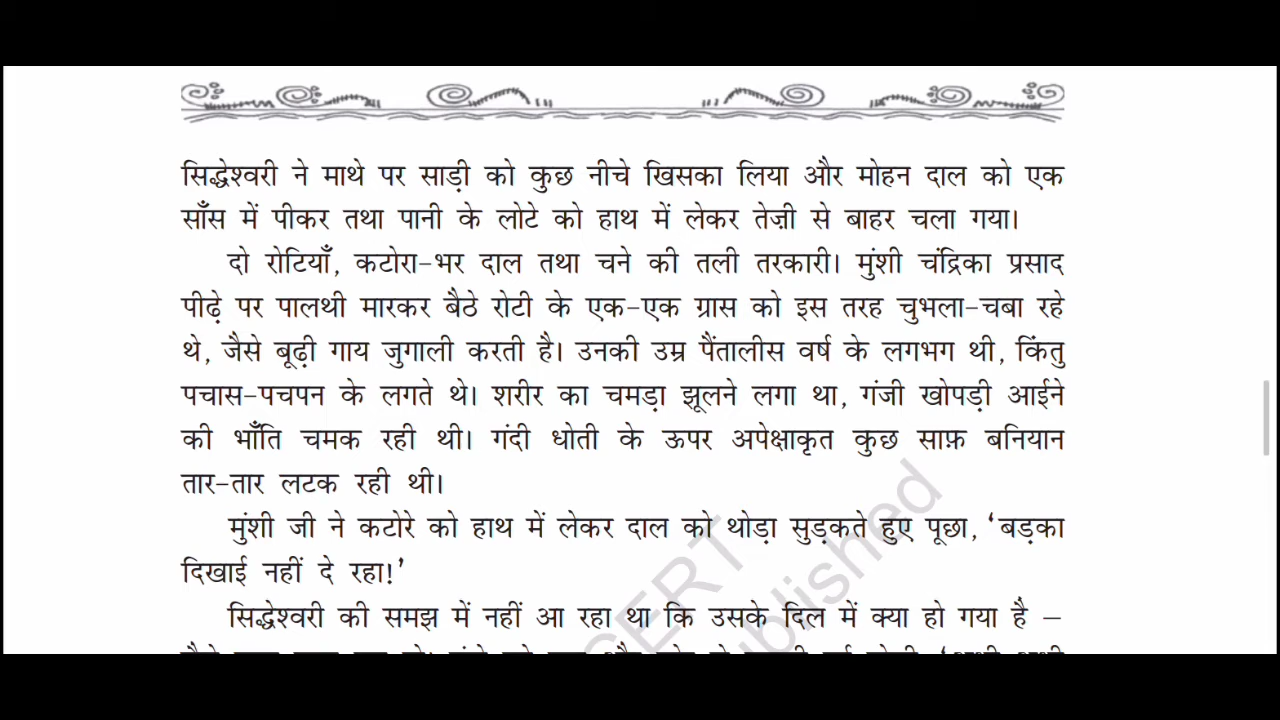 सिद्धेश्वरी ने माथे पर साड़ी को कुछ नीचे खिसका लिया और मोहन दाल को एक
साँस में पीकर तथा पानी के लोटे को हाथ में लेकर तेज़ी से बाहर चला गया।
दो रोटियाँ, कटोरा-भर दाल तथा चने की तली तरकारी। मुंशी चंद्रिका प्रसाद
पीढ़े पर पालथी मारकर बैठे रोटी के एक-एक ग्रास को इस तरह चुभला-चबा रहे
थे, जैसे बूढ़ी गाय जुगाली करती है। उनकी उम्र पैंतालीस वर्ष के लगभग थी, किंतु
पचास-पचपन के लगते थे। शरीर का चमड़ा झूलने लगा था, गंजी खोपड़ी आईने
की भाँति चमक रही थी। गंदी धोती के ऊपर अपेक्षाकृत कुछ साफ़ बनियान
तार-तार लटक रही थी।
मुंशी जी ने कटोरे को हाथ में लेकर दाल को थोड़ा सुड़कते हुए पूछा, ‘बड़का
दिखाई नहीं दे रहा!’
सिद्धेश्वरी की समझ में नहीं आ रहा था कि उसके दिल में क्या हो गया है –